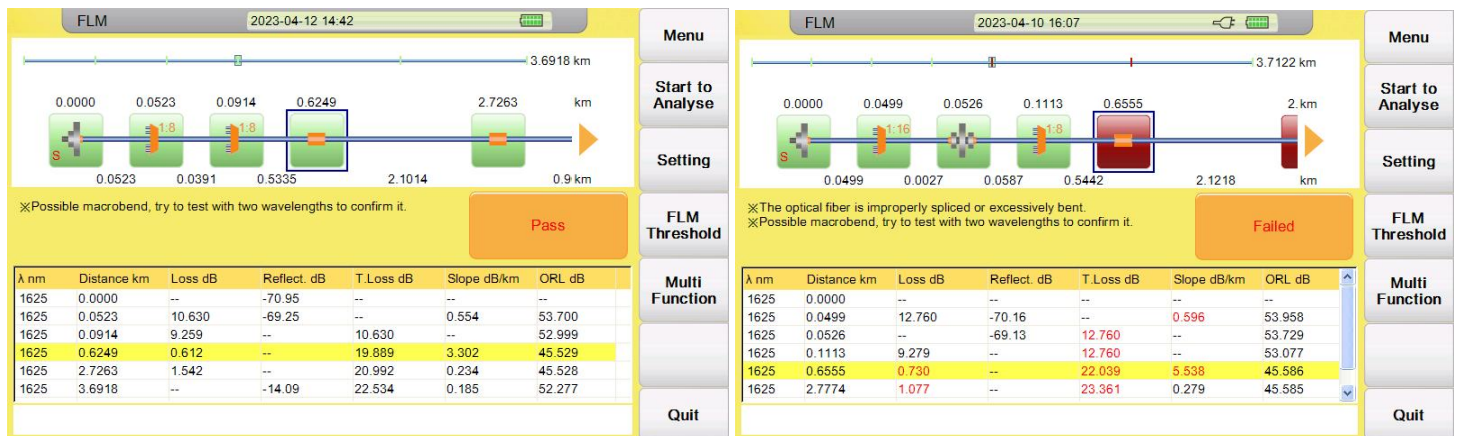 FLM 2023-04-12 14:42
3.6918 km
0.0000 0.0523 0.0914 0.6249 2.7263 km
1:8 1:8
S
0.0523 0.0391 0.5335 2.1014 0.9 km
※Possible macrobend, try to test with two wavelengths to confirm it.
Pass
λ nm Distance km Loss dB Reflect. dB T.Loss dB Slope dB/km ORL dB
1625 0.0000 -- -70.95 -- -- --
1625 0.0523 10.630 -69.25 -- 0.554 53.700
1625 0.0914 9.259 -- 10.630 -- 52.999
1625 0.6249 0.612 -- 19.889 3.302 45.529
1625 2.7263 1.542 -- 20.992 0.234 45.528
1625 3.6918 -- -14.09 22.534 0.185 52.277
Menu
Start to
Analyse
Setting
FLM
Threshold
Multi
Function
Quit
FLM 2023-04-10 16:07
3.7122 km
0.0000 0.0499 0.0526 0.1113 0.6555 2. km
1:16 1:8
S
0.0499 0.0027 0.0587 0.5442 2.1218 km
※The optical fiber is improperly spliced or excessively bent.
※Possible macrobend, try to test with two wavelengths to confirm it.
Failed
λ nm Distance km Loss dB Reflect. dB T.Loss dB Slope dB/km ORL dB
1625 0.0000 -- -- -- -- --
1625 0.0499 12.760 -70.16 -- 0.596 53.958
1625 0.0526 -- -69.13 12.760 -- 53.729
1625 0.1113 9.279 -- 12.760 -- 53.077
1625 0.6555 0.730 -- 22.039 5.538 45.586
1625 2.7774 1.077 -- 23.361 0.279 45.585
Menu
Start to
Analyse
Setting
FLM
Threshold
Multi
Function
Quit